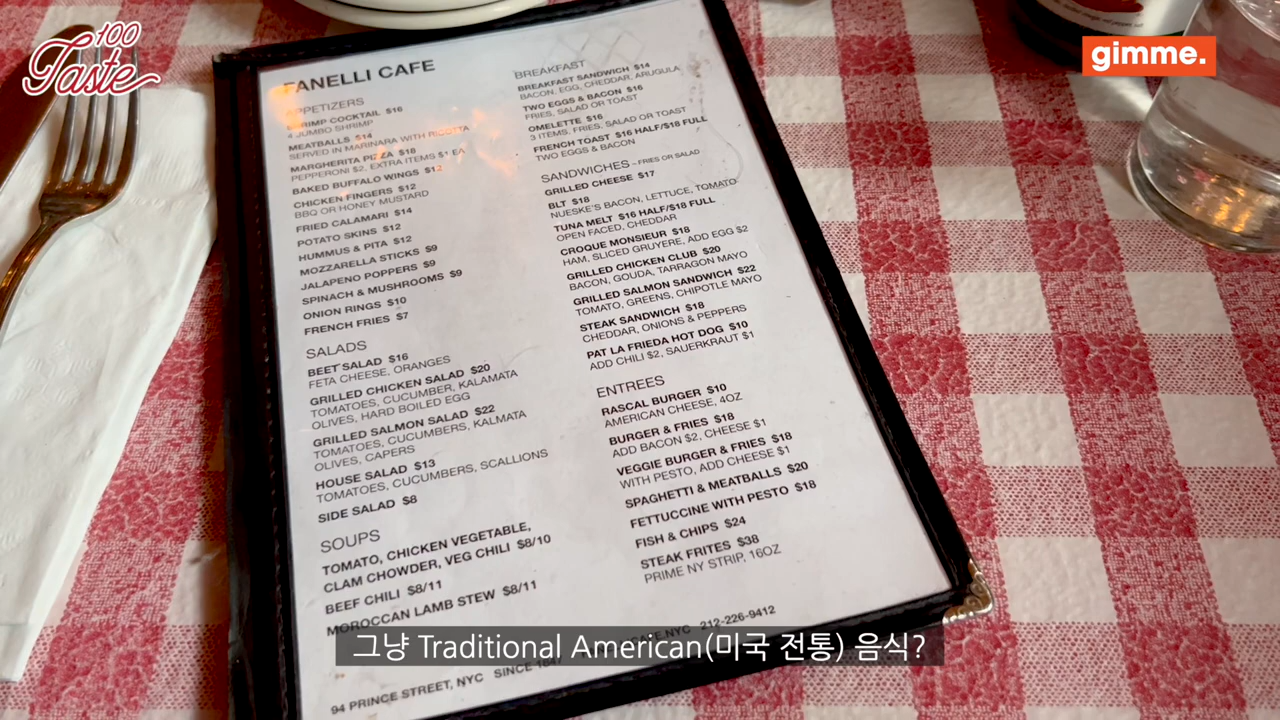 100
Taste
gimme.
FANELLI CAFE
APPETIZERS
SHRIMP COCKTAIL $16
4 JUMBO SHRIMP
MEATBALLS $14
SERVED IN MARINARA WITH RICOTTA
MARGHERITA PIZZA $18
PEPPERONI $2, EXTRA ITEMS $1 EA
BAKED BUFFALO WINGS $12
CHICKEN FINGERS $12
BBQ OR HONEY MUSTARD
FRIED CALAMARI $14
POTATO SKINS $12
HUMMUS & PITA $12
MOZZARELLA STICKS $9
JALAPENO POPPERS $9
SPINACH & MUSHROOMS $9
ONION RINGS $10
FRENCH FRIES $7
SALADS
BEET SALAD $16
FETA CHEESE, ORANGES
GRILLED CHICKEN SALAD $20
TOMATOES, CUCUMBER, KALAMATA
OLIVES, HARD BOILED EGG
GRILLED SALMON SALAD $22
TOMATOES, CUCUMBERS, KALMATA
OLIVES, CAPERS
HOUSE SALAD $13
TOMATOES, CUCUMBERS, SCALLIONS
SIDE SALAD $8
SOUPS
TOMATO, CHICKEN VEGETABLE,
CLAM CHOWDER, VEG CHILI $8/10
BEEF CHILI $8/11
MOROCCAN LAMB STEW $8/11
BREAKFAST
BREAKFAST SANDWICH $14
BACON, EGG, CHEDDAR, ARUGULA
TWO EGGS & BACON $16
FRIES, SALAD OR TOAST
OMELETTE $16
3 ITEMS, FRIES, SALAD OR TOAST
FRENCH TOAST $16 HALF/$18 FULL
TWO EGGS & BACON
SANDWICHES - FRIES OR SALAD
GRILLED CHEESE $17
BLT $18
NUESKE'S BACON, LETTUCE, TOMATO
TUNA MELT $16 HALF/$18 FULL
OPEN FACED, CHEDDAR
CROQUE MONSIEUR $18
HAM, SLICED GRUYERE, ADD EGG $2
GRILLED CHICKEN CLUB $20
BACON, GOUDA, TARRAGON MAYO
GRILLED SALMON SANDWICH $22
TOMATO, GREENS, CHIPOTLE MAYO
STEAK SANDWICH $18
CHEDDAR, ONIONS & PEPPERS
PAT LA FRIEDA HOT DOG $10
ADD CHILI $2, SAUERKRAUT $1
ENTREES
RASCAL BURGER $10
AMERICAN CHEESE, 4OZ
BURGER & FRIES $18
ADD BACON $2, CHEESE $1
VEGGIE BURGER & FRIES $18
WITH PESTO, ADD CHEESE $1
SPAGHETTI & MEATBALLS $20
FETTUCCINE WITH PESTO $18
FISH & CHIPS $24
STEAK FRITES $38
PRIME NY STRIP, 16OZ
94 PRINCE STREET, NYC SINCE 1847 NYC 212-226-9412
그냥 Traditional American(미국 전통) 음식?